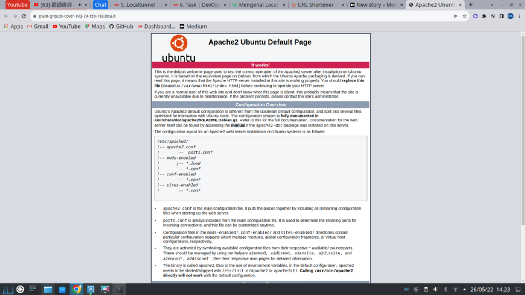 Youtube
Chat
5. Localtunnel
6. Task | DevOp
Mengenal Local
URL Shortener
New story – Me
Apache2 Ubuntu
Apps
Gmail
YouTube
Maps
GitHub
Dashboard...
Medium
ubuntu
Apache2 Ubuntu Default Page
It works!
This is the default welcome page used to test the correct operation of the Apache2 server after installation on Ubuntu
systems. It is based on the equivalent page on Debian, from which the Ubuntu Apache packaging is derived. If you can
read this page, it means that the Apache HTTP server installed at this site is working properly. You should replace this
file (located at /var/www/html/index.html) before continuing to operate your HTTP server.
If you are a normal user of this web site and don't know what this page is about, this probably means that the site is
currently unavailable due to maintenance. If the problem persists, please contact the site's administrator.
Configuration Overview
Ubuntu's Apache2 default configuration is different from the upstream default configuration, and split into several files
optimized for interaction with Ubuntu tools. The configuration system is fully documented in
/usr/share/doc/apache2/README.Debian.gz. Refer to this for the full documentation. Documentation for the web
server itself can be found by accessing the manual if the apache2-doc package was installed on this server.
The configuration layout for an Apache2 web server installation on Ubuntu systems is as follows:
/etc/apache2/
|-- apache2.conf
|       `--  ports.conf
|-- mods-enabled
|       |-- *.load
|       `-- *.conf
|-- conf-enabled
|       `-- *.conf
|-- sites-enabled
|       `-- *.conf
apache2.conf is the main configuration file. It puts the pieces together by including all remaining configuration
files when starting up the web server.
ports.conf is always included from the main configuration file. It is used to determine the listening ports for
incoming connections, and this file can be customized anytime.
Configuration files in the mods-enabled/, conf-enabled/ and sites-enabled/ directories contain
particular configuration snippets which manage modules, global configuration fragments, or virtual host
configurations, respectively.
They are activated by symlinking available configuration files from their respective *-available/ counterparts.
These should be managed by using our helpers a2enmod, a2dismod, a2ensite, a2dissite, and
a2enconf, a2disconf . See their respective man pages for detailed information.
The binary is called apache2. Due to the use of environment variables, in the default configuration, apache2
needs to be started/stopped with /etc/init.d/apache2 or apache2ctl. Calling /usr/bin/apache2
directly will not work with the default configuration.
26/05/22 14.23